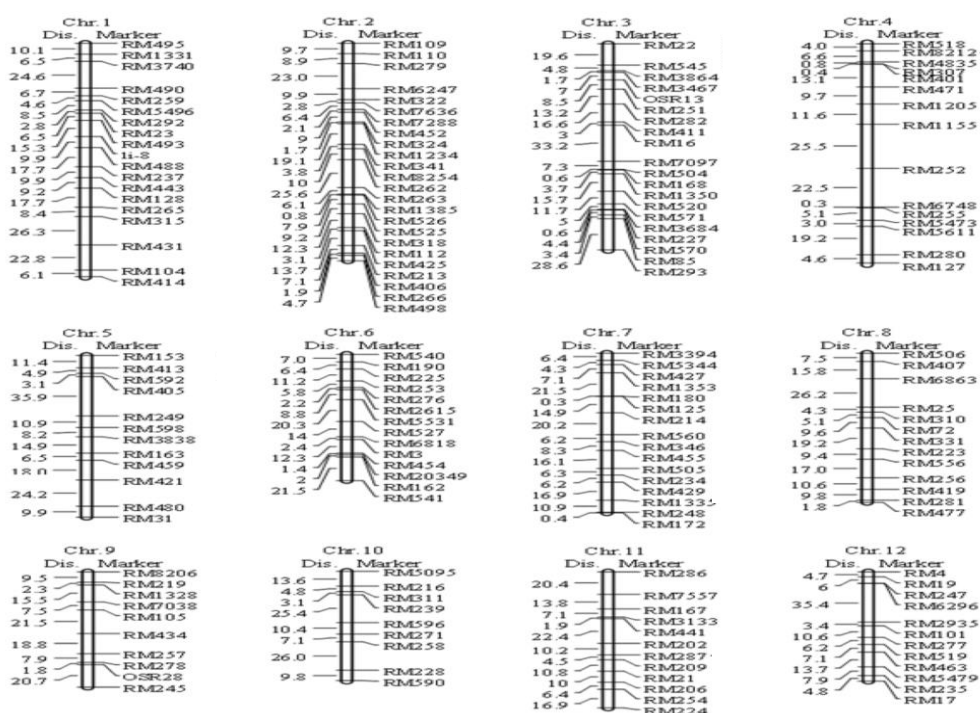 Chr.1
Dis. Marker
10.1
6.5
24.6
6.7
4.6
8.5
2.8
6.5
15.3
9.9
17.7
9.9
9.2
17.7
8.4
26.3
22.8
6.1
RM495
RM1331
RM3740
RM490
RM259
RM5496
RM292
RM23
RM493
RM488
RM237
RM443
RM128
RM265
RM315
RM431
RM104
RM414
Chr.2
Dis. Marker
9.7
8.9
23.0
9.9
2.8
6.4
2.1
9
1.7
19.1
3.8
10
25.6
6.1
0.8
7.9
9.2
12.3
3.1
13.7
7.1
1.9
4.7
RM109
RM110
RM279
RM6247
RM322
RM7636
RM7288
RM452
RM324
RM1234
RM341
RM8254
RM262
RM263
RM1385
RM526
RM525
RM318
RM112
RM425
RM213
RM406
RM266
RM498
Chr.3
Dis. Marker
19.6
4.8
1.7
7
8.5
13.2
16.6
3
33.2
7.3
0.6
3.7
15.7
11.7
5
0.6
4.4
3.4
28.6
RM22
RM545
RM3864
RM3467
OSR13
RM251
RM282
RM411
RM16
RM7097
RM504
RM168
RM1350
RM520
RM571
RM3684
RM227
RM570
RM85
RM293
Chr.4
Dis. Marker
4.0
6.6
0.8
0.4
13.1
9.7
11.6
25.5
22.5
0.3
5.1
3.0
19.2
4.6
RM518
RM8212
RM4835
RM307
RM401
RM471
RM1205
RM1155
RM252
RM6748
RM255
RM5473
RM5611
RM280
RM127
Chr.5
Dis. Marker
11.4
4.9
3.1
35.9
10.9
8.2
14.9
6.5
18.0
24.2
9.9
RM153
RM413
RM592
RM405
RM249
RM598
RM3838
RM163
RM459
RM421
RM480
RM31
Chr.6
Dis. Marker
7.0
6.4
11.2
5.8
2.2
8.8
20.3
14
2.4
12.3
1.4
2
21.5
RM540
RM190
RM225
RM253
RM276
RM2615
RM5531
RM527
RM6818
RM3
RM454
RM20349
RM162
RM541
Chr.7
Dis. Marker
6.4
4.3
7.1
21.5
0.3
14.9
20.2
6.2
8.3
16.1
6.3
6.2
16.9
10.9
0.4
RM3394
RM5344
RM427
RM1353
RM180
RM125
RM214
RM560
RM346
RM455
RM505
RM234
RM429
RM248
RM172
Chr.8
Dis. Marker
7.5
15.8
26.2
4.3
5.1
9.6
19.2
9.4
17.0
10.6
9.8
1.8
RM506
RM407
RM6863
RM25
RM310
RM72
RM331
RM223
RM556
RM256
RM419
RM281
RM477
Chr.9
Dis. Marker
9.5
2.3
15.5
7.5
21.5
18.8
7.9
1.8
20.7
RM8206
RM219
RM1328
RM7038
RM105
RM434
RM257
RM278
OSR28
RM245
Chr.10
Dis. Marker
13.6
4.8
3.1
25.4
10.4
7.1
26.0
9.8
RM5095
RM216
RM311
RM239
RM596
RM271
RM258
RM228
RM590
Chr.11
Dis. Marker
20.4
13.8
7.1
1.9
22.4
10.2
4.5
10.8
10
6.4
16.9
RM286
RM7557
RM167
RM3133
RM441
RM202
RM287
RM209
RM21
RM206
RM254
RM224
Chr.12
Dis. Marker
4.7
6
35.4
3.4
10.6
6.2
7.1
13.7
7.9
4.8
RM4
RM19
RM247
RM6296
RM2935
RM101
RM277
RM519
RM463
RM5479
RM235
RM17